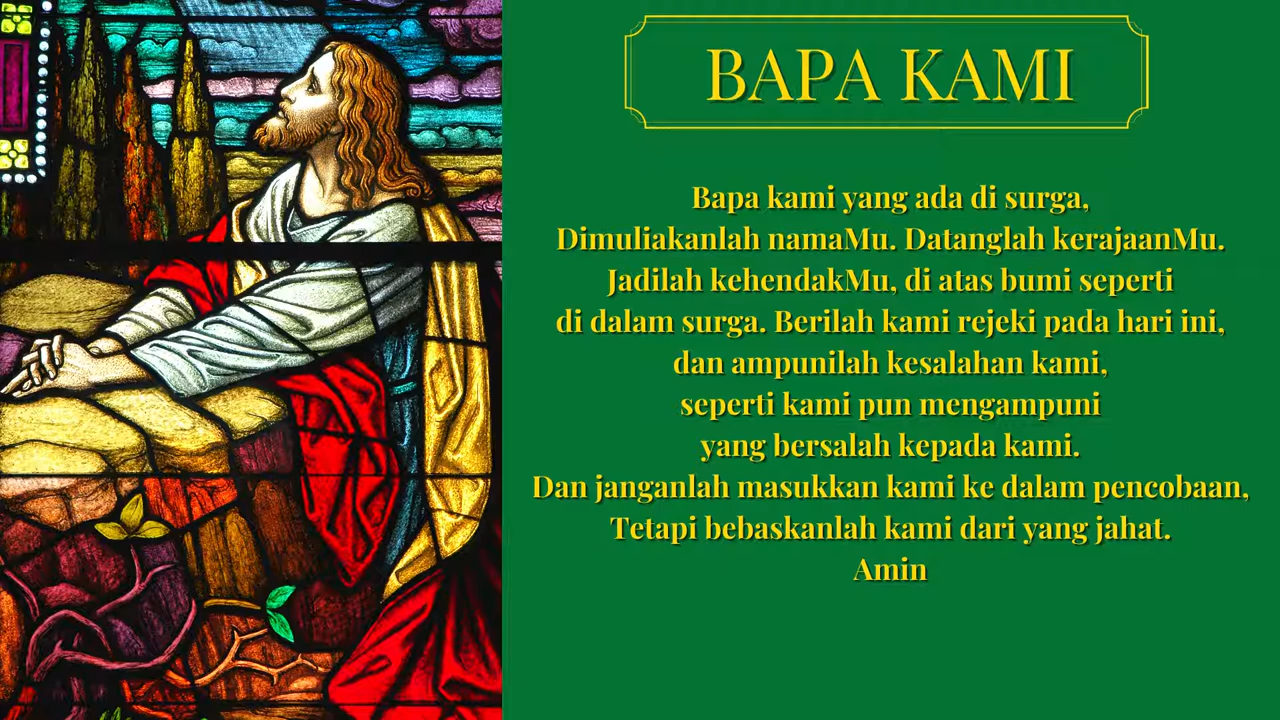 BAPA KAMI
Bapa kami yang ada di surga,
Dimuliakanlah namaMu. Datanglah kerajaanMu.
Jadilah kehendakMu, di atas bumi seperti
di dalam surga. Berilah kami rejeki pada hari ini,
dan ampunilah kesalahan kami,
seperti kami pun mengampuni
yang bersalah kepada kami.
Dan janganlah masukkan kami ke dalam pencobaan,
Tetapi bebaskanlah kami dari yang jahat.
Amin